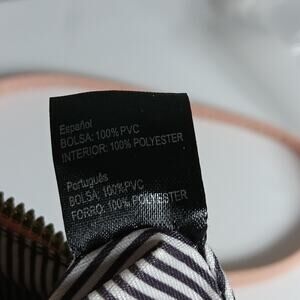 Español
BOLSA: 100% PVC
INTERIOR: 100% POLYESTER
Português
BOLSA: 100%PVC
FORRO: 100% POLYESTER